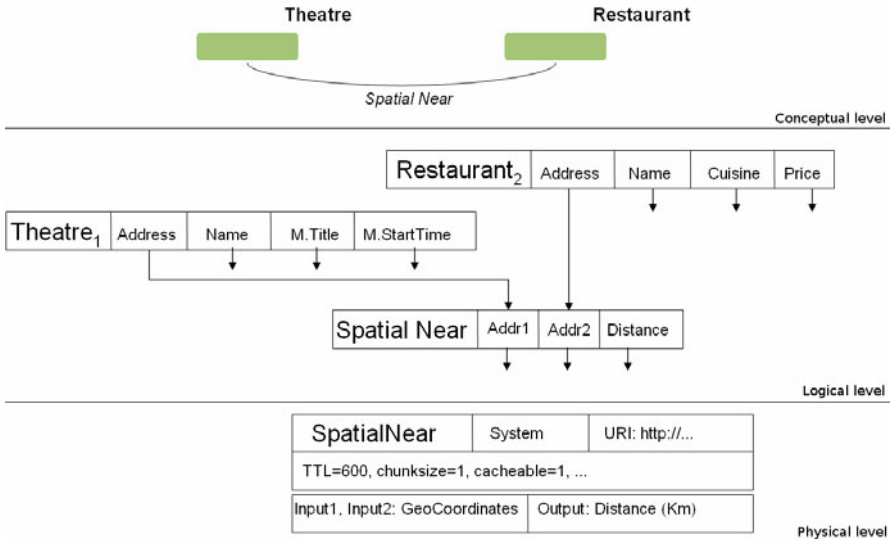 Theatre Restaurant
Spatial Near
Conceptual level
Restaurant2 Address Name Cuisine Price
Theatre1 Address Name M.Title M.StartTime
Spatial Near Addr1 Addr2 Distance
Logical level
SpatialNear System URI: http://...
TTL=600, chunksize=1, cacheable=1, ...
Input1, Input2: GeoCoordinates Output: Distance (Km)
Physical level